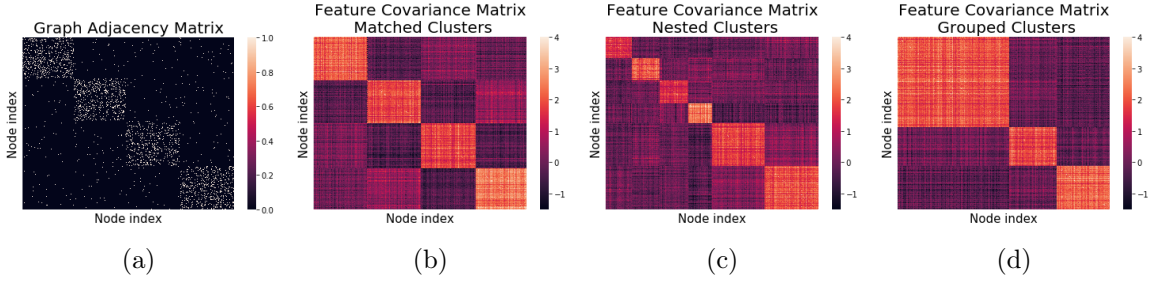 Graph Adjacency Matrix
Node index
Node index
1.0
0.8
0.6
0.4
0.2
0.0
(a)
Feature Covariance Matrix
Matched Clusters
Node index
Node index
4
3
2
1
0
−1
(b)
Feature Covariance Matrix
Nested Clusters
Node index
Node index
4
3
2
1
0
−1
(c)
Feature Covariance Matrix
Grouped Clusters
Node index
Node index
4
3
2
1
0
−1
(d)